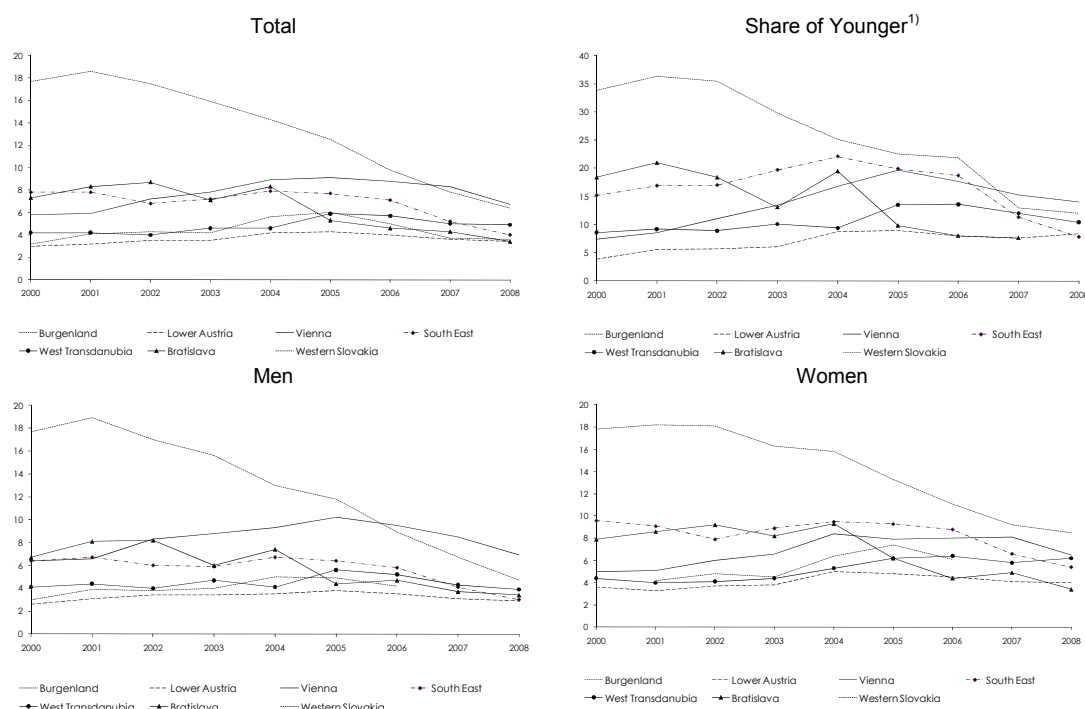 Total
20
18
16
14
12
10
8
6
4
2
0
2000 2001 2002 2003 2004 2005 2006 2007 2008
Burgenland Lower Austria Vienna South East
West Transdanubia Bratislava Western Slovakia
Share of Younger1)
40
35
30
25
20
15
10
5
0
2000 2001 2002 2003 2004 2005 2006 2007 2008
Burgenland Lower Austria Vienna South East
West Transdanubia Bratislava Western Slovakia
Men
20
18
16
14
12
10
8
6
4
2
0
2000 2001 2002 2003 2004 2005 2006 2007 2008
Burgenland Lower Austria Vienna South East
West Transdanubia Bratislava Western Slovakia
Women
20
18
16
14
12
10
8
6
4
2
0
2000 2001 2002 2003 2004 2005 2006 2007 2008
Burgenland Lower Austria Vienna South East
West Transdanubia Bratislava Western Slovakia